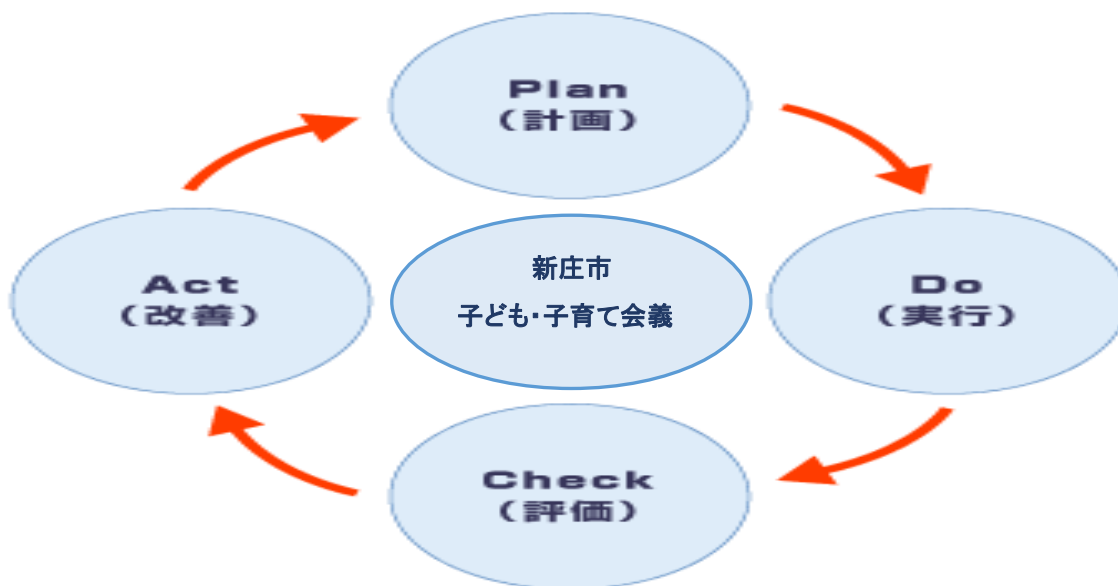 Plan
（計画）
Act
（改善）
新庄市
子ども・子育て会議
Do
（実行）
Check
（評価）